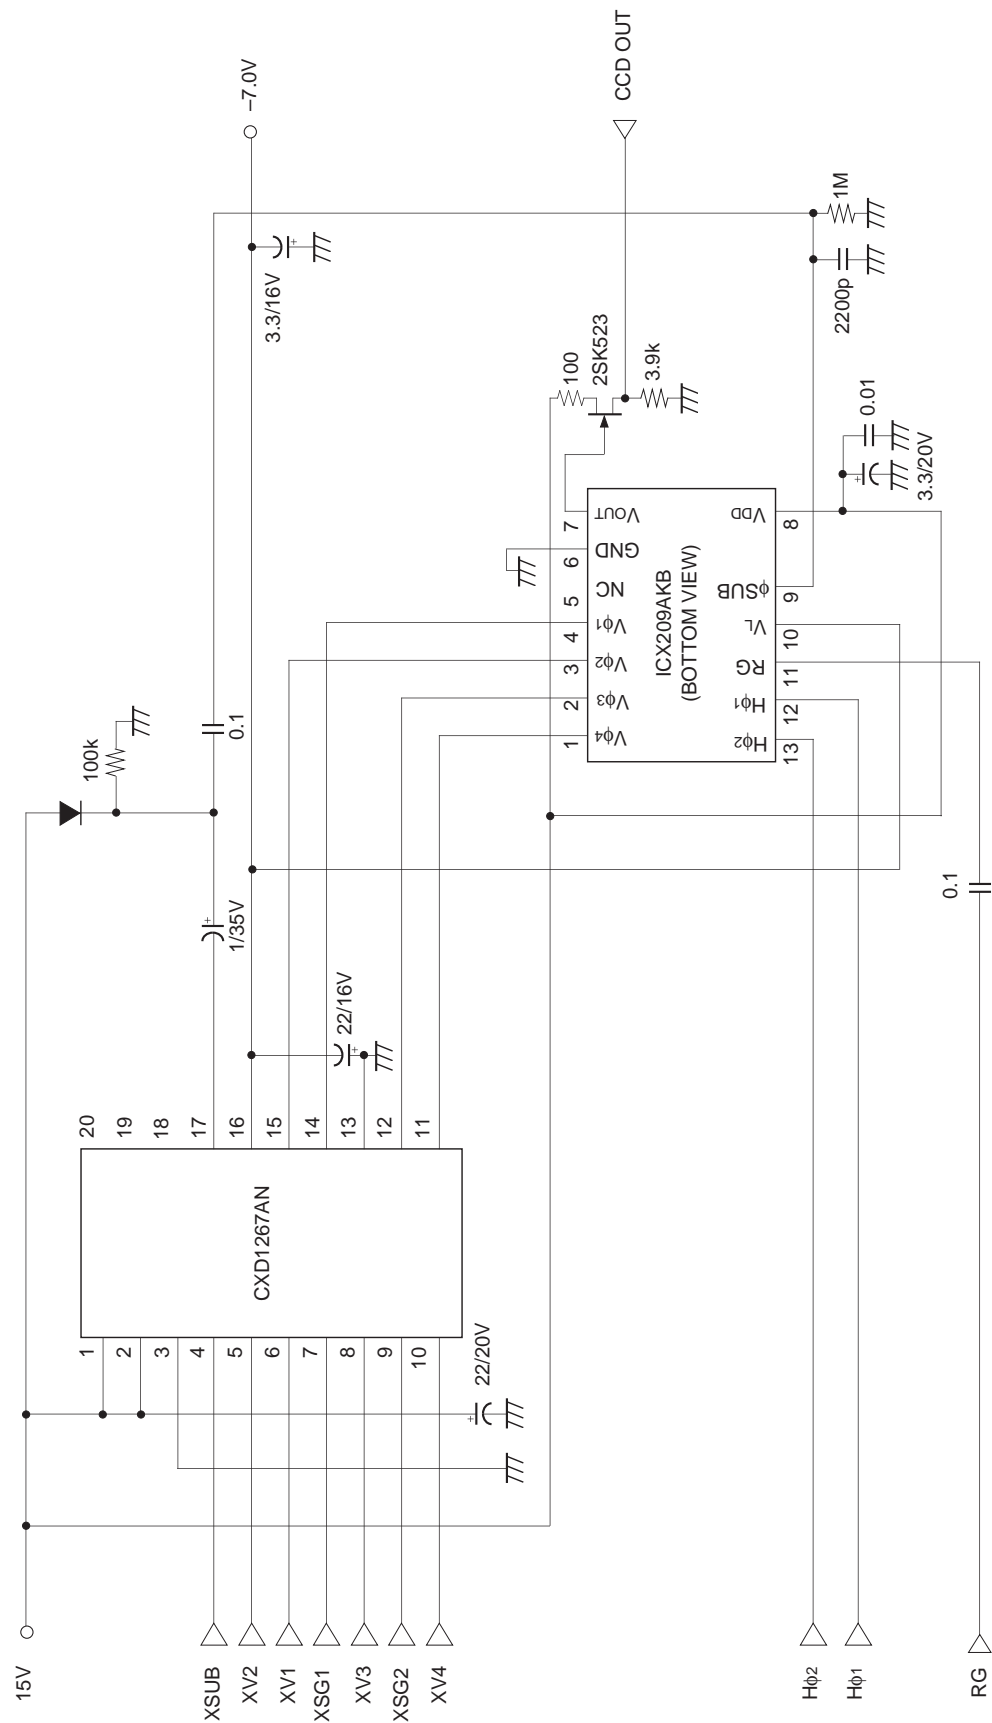 15V
XSUB
XV2
XV1
XSG1
XV3
XSG2
XV4
Hϕ2
Hϕ1
RG
22/20V
1
2
3
4
5
6
7
8
9
10
CXD1267AN
20
19
18
17
16
15
14
13
12
11
22/16V
+
1/35V
+
100k
0.1
3.3/16V
+
–7.0V
1
2
3
4
5
6
7
Vϕ4
Vϕ3
Vϕ2
Vϕ1
NC
GND
VOUT
ICX209AKB
(BOTTOM VIEW)
Hϕ2
Hϕ1
RG
VL
ϕSUB
VDD
13
12
11
10
9
8
100
2SK523
3.9k
CCD OUT
0.01
3.3/20V
+
2200p
1M
0.1
+